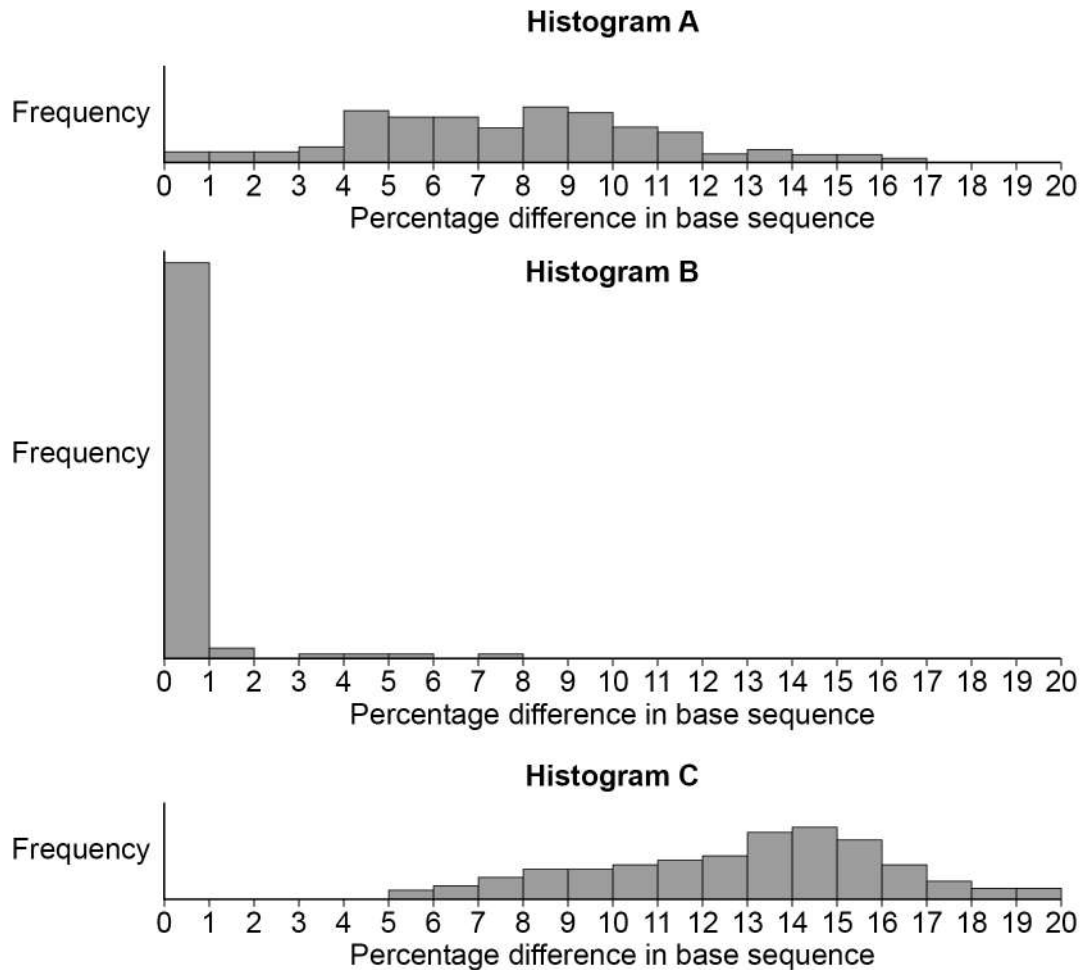 Histogram A
Frequency
0 1 2 3 4 5 6 7 8 9 10 11 12 13 14 15 16 17 18 19 20
Percentage difference in base sequence
Histogram B
Frequency
0 1 2 3 4 5 6 7 8 9 10 11 12 13 14 15 16 17 18 19 20
Percentage difference in base sequence
Histogram C
Frequency
0 1 2 3 4 5 6 7 8 9 10 11 12 13 14 15 16 17 18 19 20
Percentage difference in base sequence